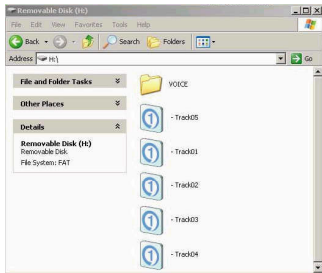 Removable Disk (H:)
File Edit View Favorites Tools Help
Back Search Folders
Address H:\ Go
File and Folder Tasks
Other Places
Details
Removable Disk (H:)
Removable Disk
File System: FAT
VOICE
- Track05
- Track01
- Track02
- Track03
- Track04